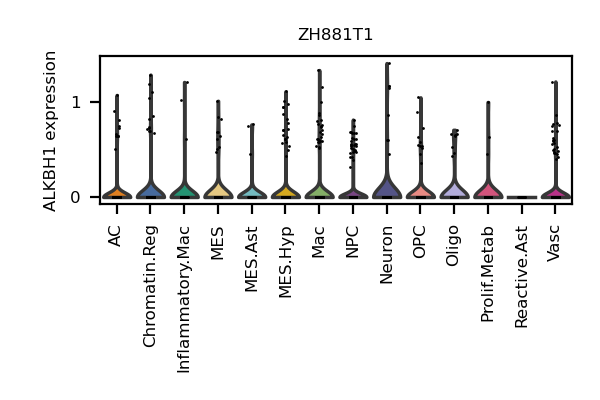 ZH881T1
ALKBH1 expression
1
0
AC
Chromatin.Reg
Inflammatory.Mac
MES
MES.Ast
MES.Hyp
Mac
NPC
Neuron
OPC
Oligo
Prolif.Metab
Reactive.Ast
Vasc